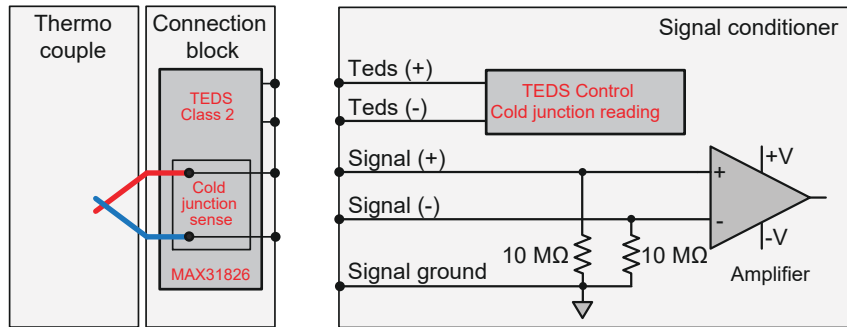 Thermo
couple
Connection
block
TEDS
Class 2
Cold
junction
sense
MAX31826
Signal conditioner
Teds (+)
Teds (-)
TEDS Control
Cold junction reading
Signal (+)
Signal (-)
Signal ground
10 MΩ
10 MΩ
+
-
+V
-V
Amplifier